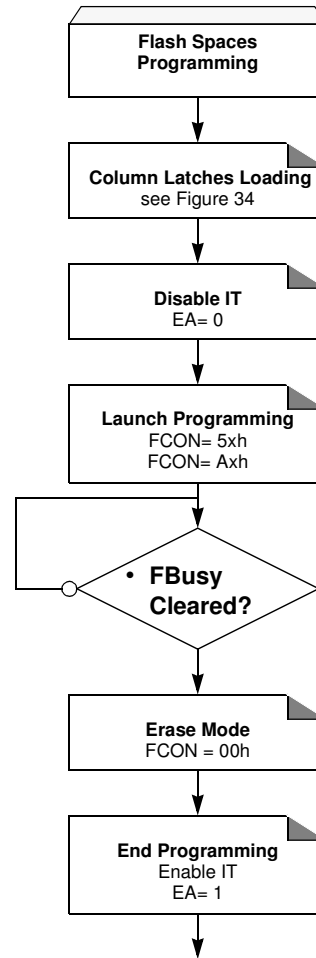 Flash Spaces
Programming
Column Latches Loading
see Figure 34
Disable IT
EA= 0
Launch Programming
FCON= 5xh
FCON= Axh
• FBusy
Cleared?
Erase Mode
FCON = 00h
End Programming
Enable IT
EA= 1